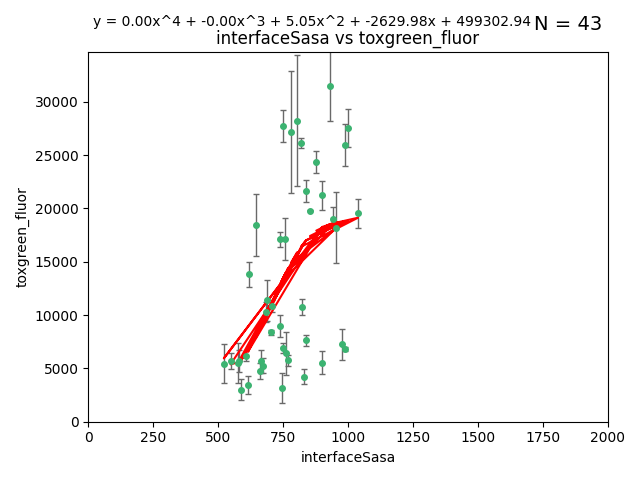 y = 0.00x^4 + -0.00x^3 + 5.05x^2 + -2629.98x + 499302.94 N = 43
interfaceSasa vs toxgreen_fluor
30000
25000
20000
15000
10000
5000
0
toxgreen_fluor
0 250 500 750 1000 1250 1500 1750 2000
interfaceSasa